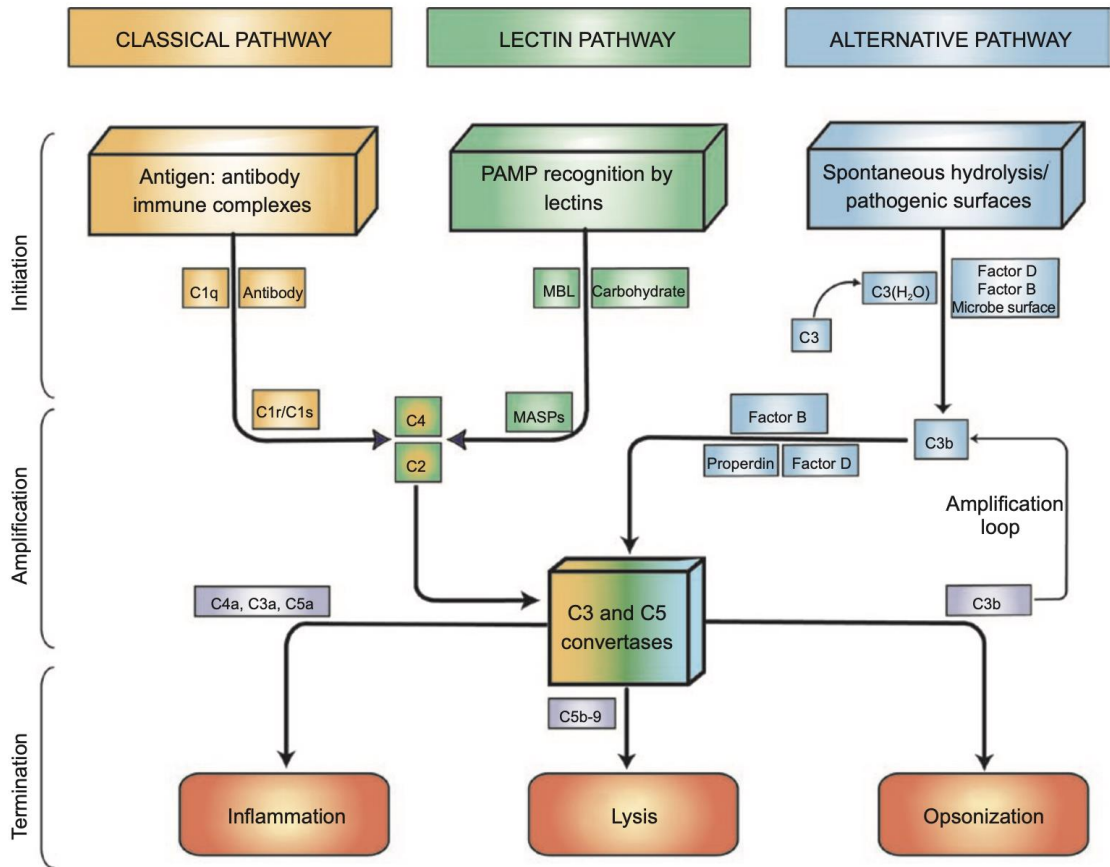 CLASSICAL PATHWAY
LECTIN PATHWAY
ALTERNATIVE PATHWAY
Initiation
Antigen: antibody
immune complexes
PAMP recognition by
lectins
Spontaneous hydrolysis/
pathogenic surfaces
C1q
Antibody
MBL
Carbohydrate
C3(H₂O)
Factor D
Factor B
Microbe surface
C3
C1r/C1s
C4
MASPs
C2
Factor B
C3b
Properdin
Factor D
Amplification
Amplification
loop
C4a, C3a, C5a
C3 and C5
convertases
C3b
C5b-9
Termination
Inflammation
Lysis
Opsonization